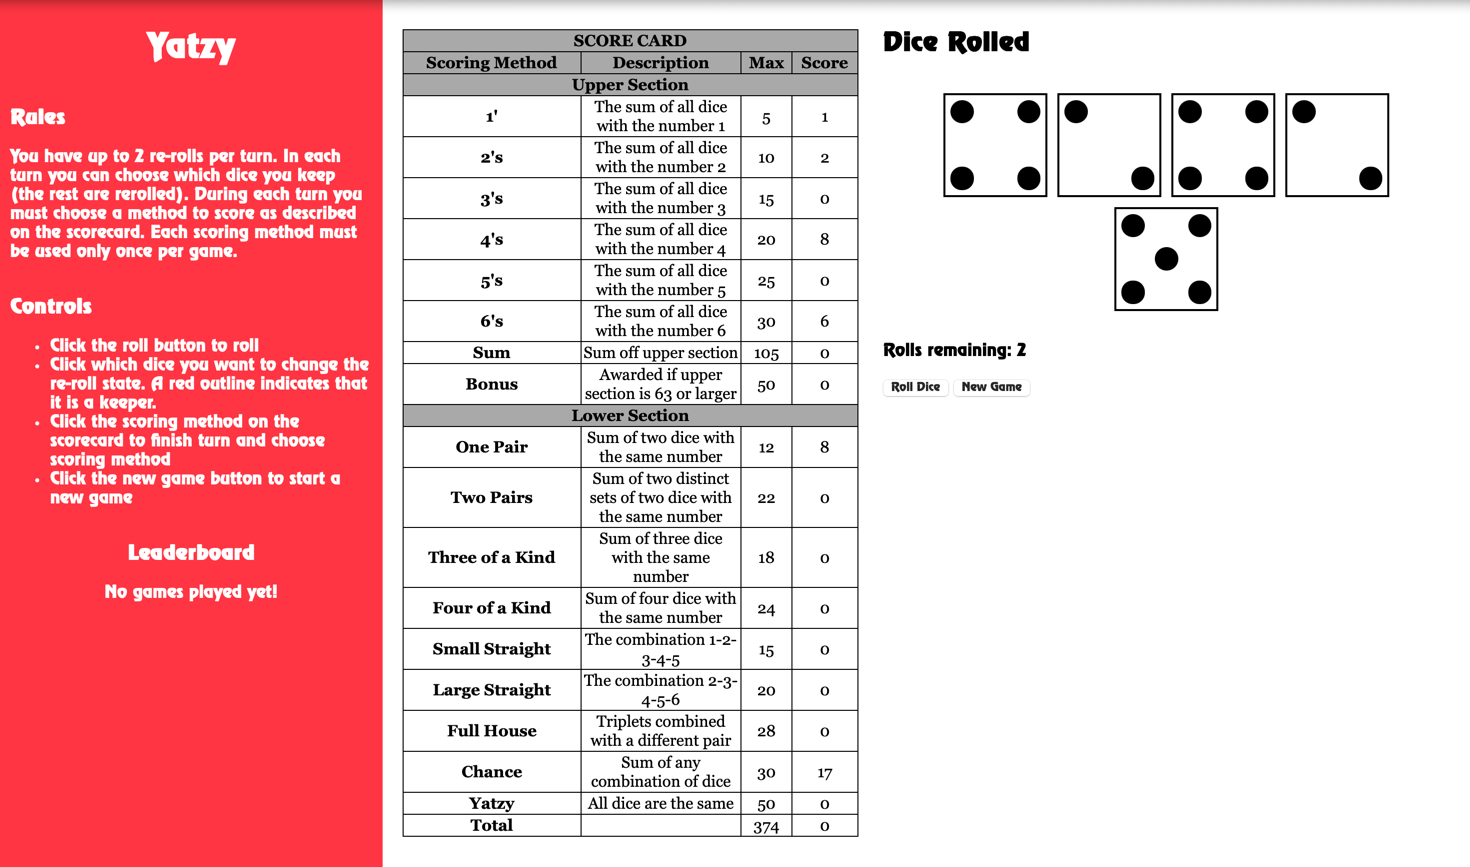 Yatzy
Rules
You have up to 2 re-rolls per turn. In each
turn you can choose which dice you keep
(the rest are rerolled). During each turn you
must choose a method to score as described
on the scorecard. Each scoring method must
be used only once per game.
Controls
• Click the roll button to roll
• Click which dice you want to change the
re-roll state. A red outline indicates that
it is a keeper.
• Click the scoring method on the
scorecard to finish turn and choose
scoring method
• Click the new game button to start a
new game
Leaderboard
No games played yet!
SCORE CARD
Scoring Method Description Max Score
Upper Section
1' The sum of all dice with the number 1 5 1
2's The sum of all dice with the number 2 10 2
3's The sum of all dice with the number 3 15 0
4's The sum of all dice with the number 4 20 8
5's The sum of all dice with the number 5 25 0
6's The sum of all dice with the number 6 30 6
Sum Sum off upper section 105 0
Bonus Awarded if upper section is 63 or larger 50 0
Lower Section
One Pair Sum of two dice with the same number 12 8
Two Pairs Sum of two distinct sets of two dice with the same number 22 0
Three of a Kind Sum of three dice with the same number 18 0
Four of a Kind Sum of four dice with the same number 24 0
Small Straight The combination 1-2-3-4-5 15 0
Large Straight The combination 2-3-4-5-6 20 0
Full House Triplets combined with a different pair 28 0
Chance Sum of any combination of dice 30 17
Yatzy All dice are the same 50 0
Total 374 0
Dice Rolled
Rolls remaining: 2
Roll Dice New Game